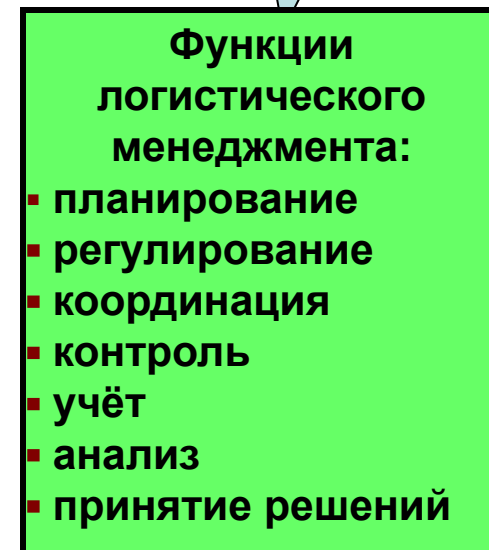 Функции
логистического
менеджмента:
▪ планирование
▪ регулирование
▪ координация
▪ контроль
▪ учёт
▪ анализ
▪ принятие решений